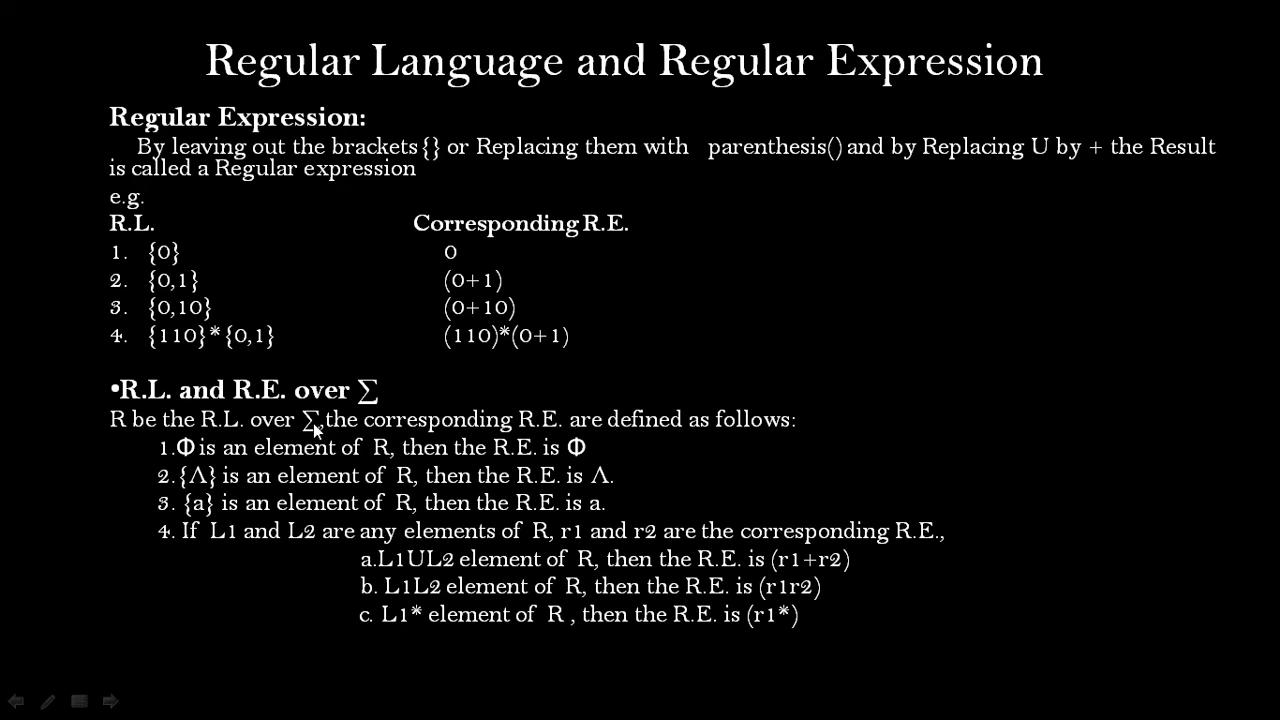 Regular Language and Regular Expression
Regular Expression:
By leaving out the brackets {} or Replacing them with parenthesis() and by Replacing U by + the Result
is called a Regular expression
e.g.
R.L. Corresponding R.E.
1. {0} 0
2. {0,1} (0+1)
3. {0,10} (0+10)
4. {110}*{0,1} (110)*(0+1)
•R.L. and R.E. over ∑
R be the R.L. over ∑,the corresponding R.E. are defined as follows:
1.Φ is an element of R, then the R.E. is Φ
2.{Λ} is an element of R, then the R.E. is Λ.
3. {a} is an element of R, then the R.E. is a.
4. If L1 and L2 are any elements of R, r1 and r2 are the corresponding R.E.,
a.L1UL2 element of R, then the R.E. is (r1+r2)
b. L1L2 element of R, then the R.E. is (r1r2)
c. L1* element of R , then the R.E. is (r1*)